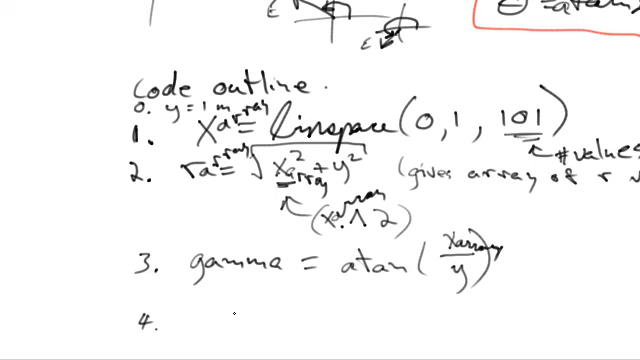 E
Θ = atan
E
Code outline.
0. y = 1 m
1. xarray = linspace(0,1, 101)
#values
2. rarray = √(xarray² + y²) (gives array of r v
(xarray.^2)
3. gamma = atan(xarray/y)
4.